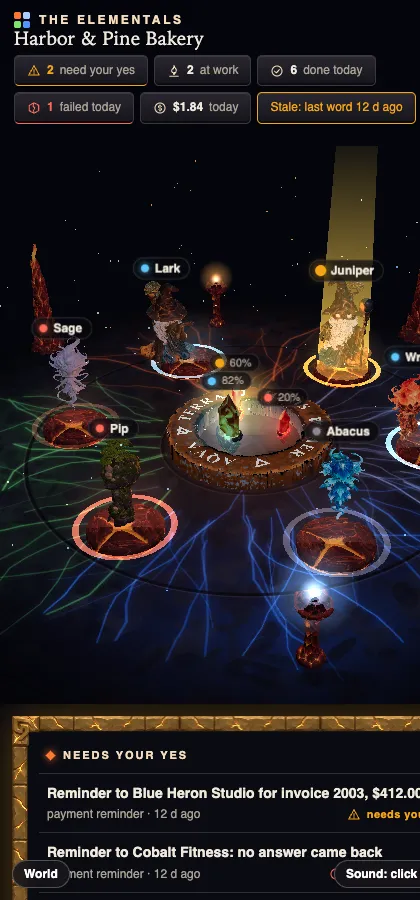 THE ELEMENTALS
Harbor & Pine Bakery
2 need your yes
2 at work
6 done today
1 failed today
$1.84 today
Stale: last word 12 d ago
Lark
Juniper
Sage
60%
82%
20%
Pip
Abacus
TERRA
AQVA
NEEDS YOUR YES
Reminder to Blue Heron Studio for invoice 2003, $412.00
payment reminder · 12 d ago
needs you
Reminder to Cobalt Fitness: no answer came back
ment reminder · 12 d ago
World
Sound: click